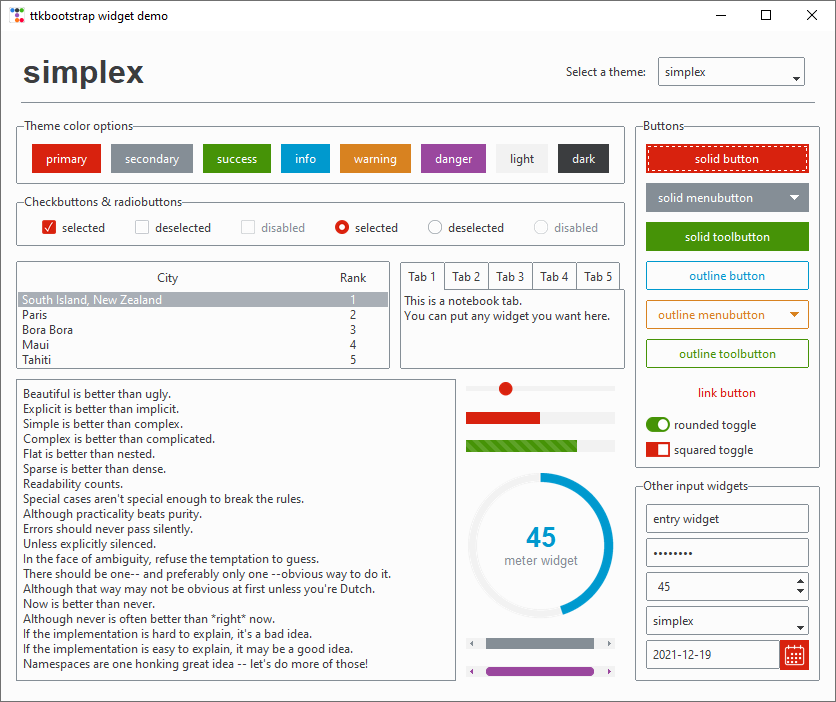 ttkbootstrap widget demo
simplex
Select a theme:
simplex
Theme color options
primary
secondary
success
info
warning
danger
light
dark
Checkbuttons & radiobuttons
selected
deselected
disabled
selected
deselected
disabled
City Rank
South Island, New Zealand 1
Paris 2
Bora Bora 3
Maui 4
Tahiti 5
Tab 1
Tab 2
Tab 3
Tab 4
Tab 5
This is a notebook tab.
You can put any widget you want here.
Beautiful is better than ugly.
Explicit is better than implicit.
Simple is better than complex.
Complex is better than complicated.
Flat is better than nested.
Sparse is better than dense.
Readability counts.
Special cases aren't special enough to break the rules.
Although practicality beats purity.
Errors should never pass silently.
Unless explicitly silenced.
In the face of ambiguity, refuse the temptation to guess.
There should be one-- and preferably only one --obvious way to do it.
Although that way may not be obvious at first unless you're Dutch.
Now is better than never.
Although never is often better than *right* now.
If the implementation is hard to explain, it's a bad idea.
If the implementation is easy to explain, it may be a good idea.
Namespaces are one honking great idea -- let's do more of those!
45
meter widget
Buttons
solid button
solid menubutton
solid toolbutton
outline button
outline menubutton
outline toolbutton
link button
rounded toggle
squared toggle
Other input widgets
entry widget
••••••••
45
simplex
2021-12-19